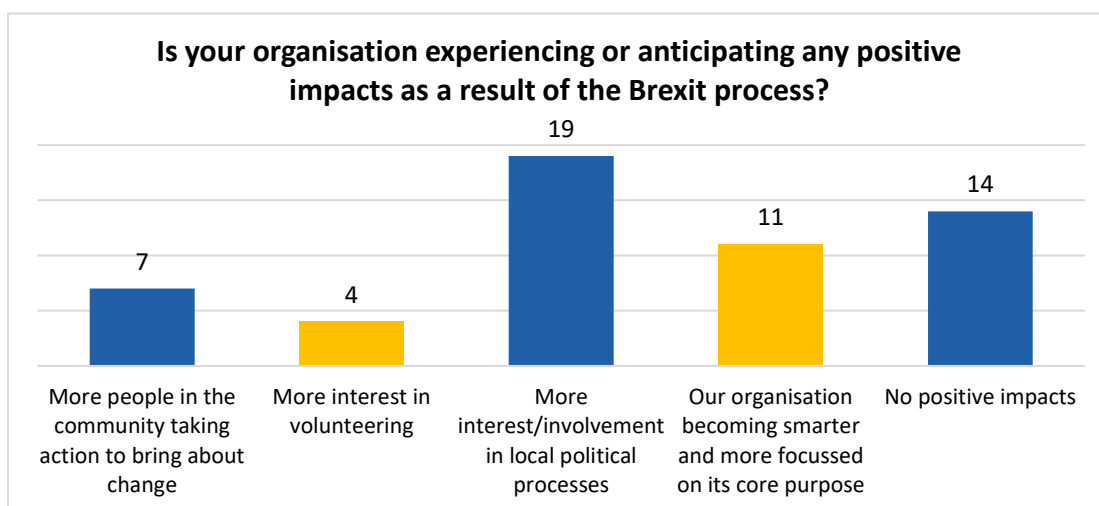 Is your organisation experiencing or anticipating any positive
impacts as a result of the Brexit process?
7
4
19
11
14
More people in the
community taking
action to bring about
change
More interest in
volunteering
More
interest/involvement
in local political
processes
Our organisation
becoming smarter
and more focussed
on its core purpose
No positive impacts